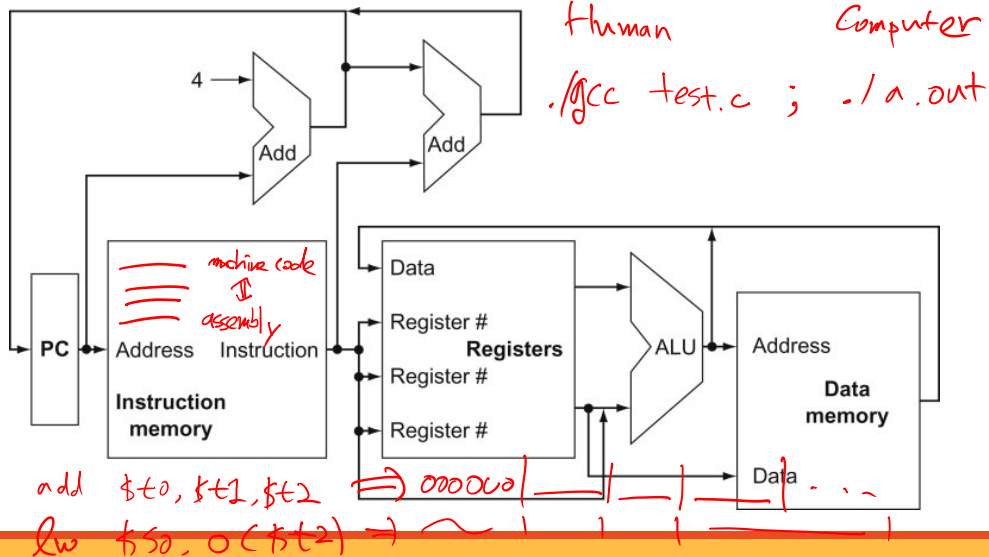 Human Computer
./gcc test.c ; ./a.out
4
Add
Add
machine code
assembly
PC
Address Instruction
Instruction
memory
Data
Register #
Registers
Register #
Register #
ALU
Address
Data
memory
Data
add $t0, $t1, $t2 ⇒ 000000 | | | | ...
lw $s0, 0($t2) ⇒